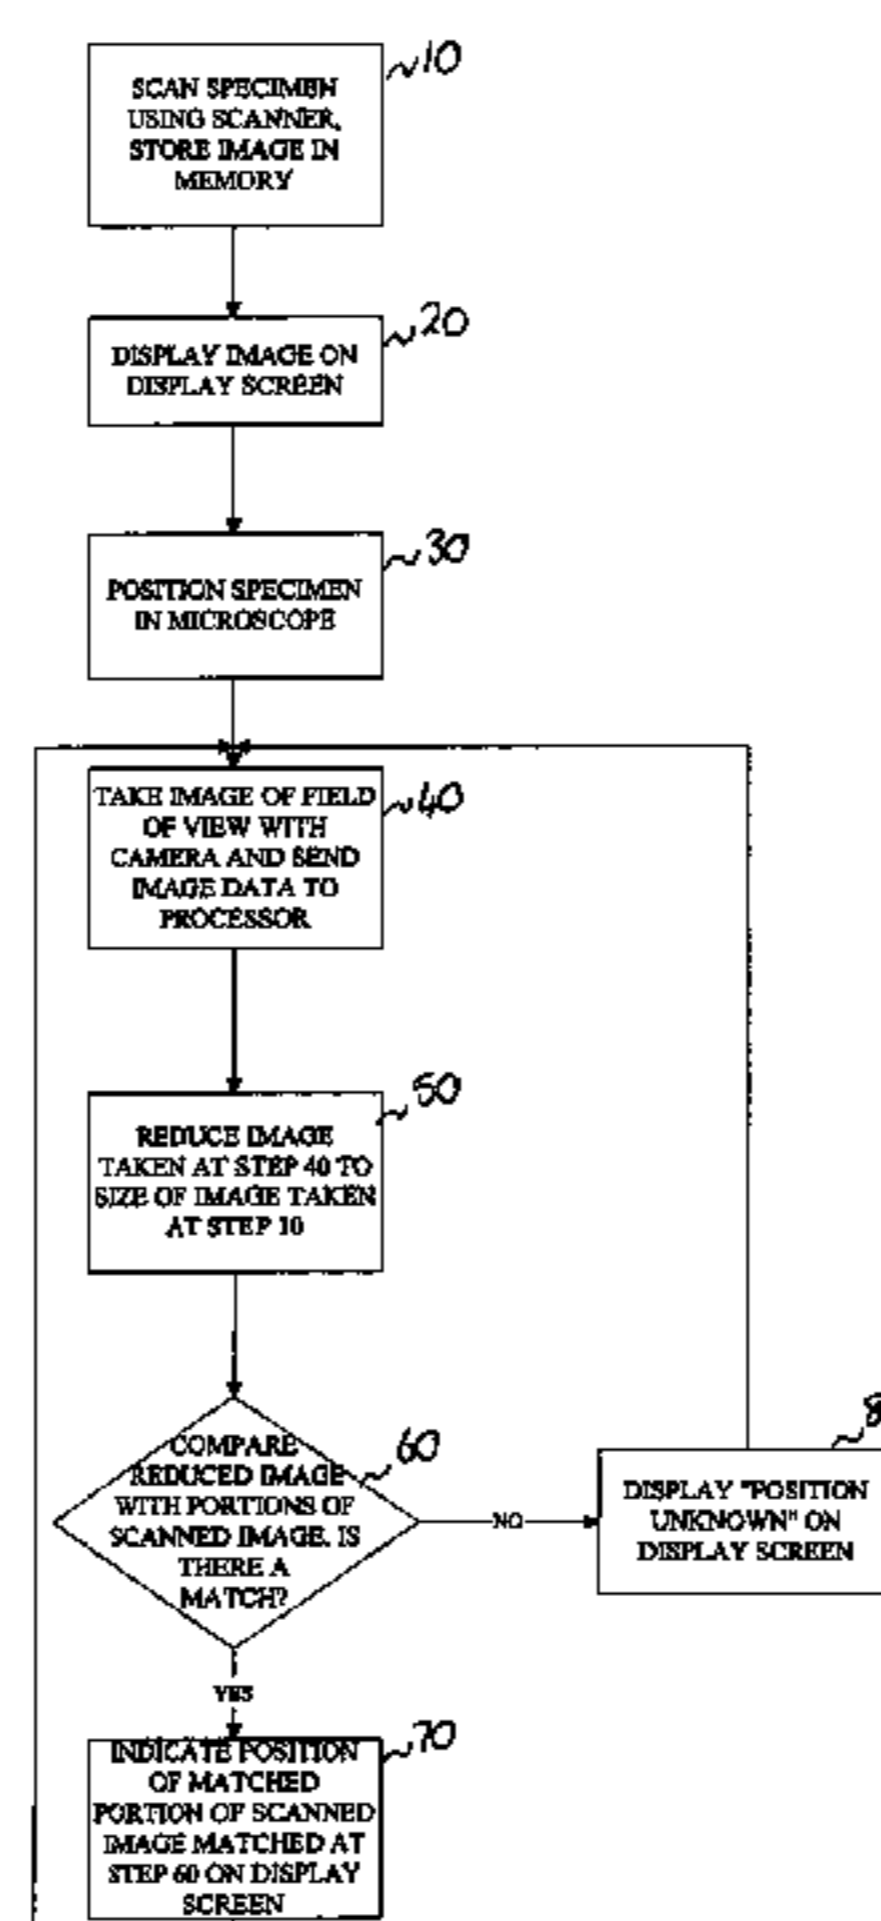 10
SCAN SPECIMEN
USING SCANNER,
STORE IMAGE IN
MEMORY
20
DISPLAY IMAGE ON
DISPLAY SCREEN
30
POSITION SPECIMEN
IN MICROSCOPE
40
TAKE IMAGE OF FIELD
OF VIEW WITH
CAMERA AND SEND
IMAGE DATA TO
PROCESSOR
50
REDUCE IMAGE
TAKEN AT STEP 40 TO
SIZE OF IMAGE TAKEN
AT STEP 10
60
COMPARE
REDUCED IMAGE
WITH PORTIONS OF
SCANNED IMAGE. IS
THERE A
MATCH?
NO
8
DISPLAY "POSITION
UNKNOWN" ON
DISPLAY SCREEN
YES
70
INDICATE POSITION
OF MATCHED
PORTION OF SCANNED
IMAGE MATCHED AT
STEP 60 ON DISPLAY
SCREEN